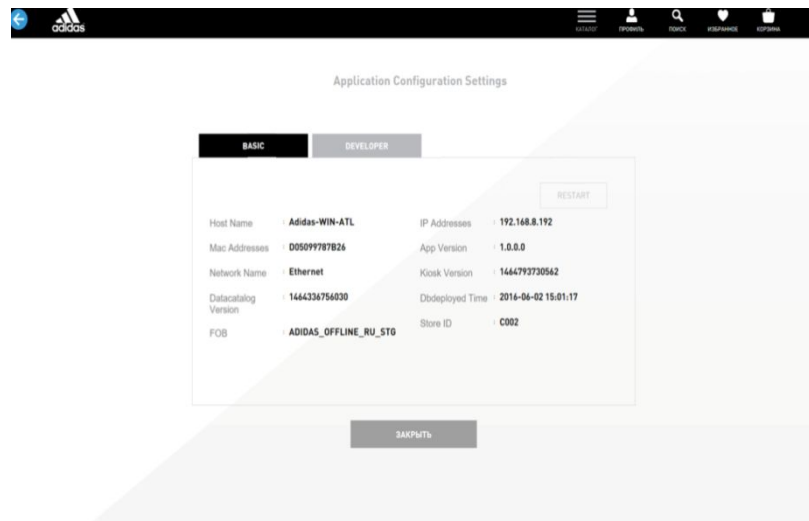 adidas
КАТАЛОГ
ПРОФИЛЬ
ПОИСК
ИЗБРАННОЕ
КОРЗИНА
Application Configuration Settings
BASIC
DEVELOPER
RESTART
Host Name : Adidas-WIN-ATL
Mac Addresses : D05099787B26
Network Name : Ethernet
Datacatalog : 1464336756030
Version
FOB : ADIDAS_OFFLINE_RU_STG
IP Addresses : 192.168.8.192
App Version : 1.0.0.0
Kiosk Version : 1464793730562
Dbdeployed Time : 2016-06-02 15:01:17
Store ID : C002
ЗАКРЫТЬ